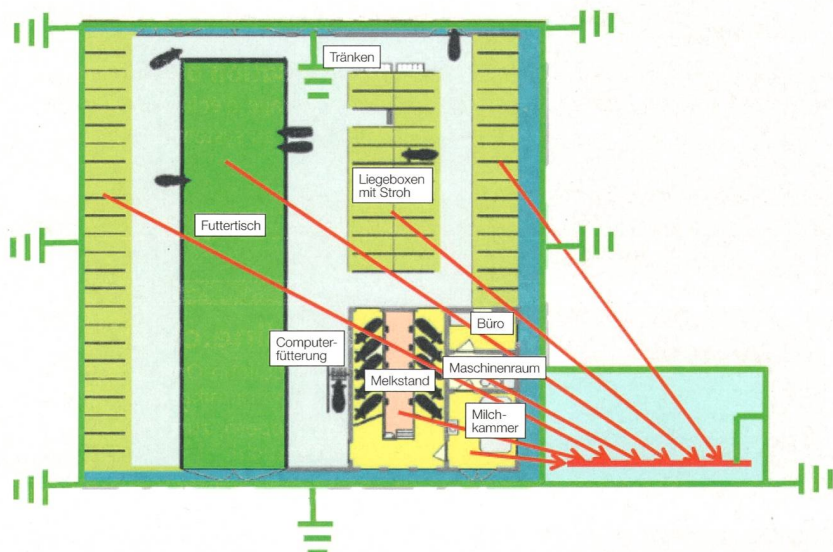 Tränken
Liegeboxen
mit Stroh
Futtertisch
Büro
Computer-
fütterung
Maschinenraum
Melkstand
Milch-
kammer